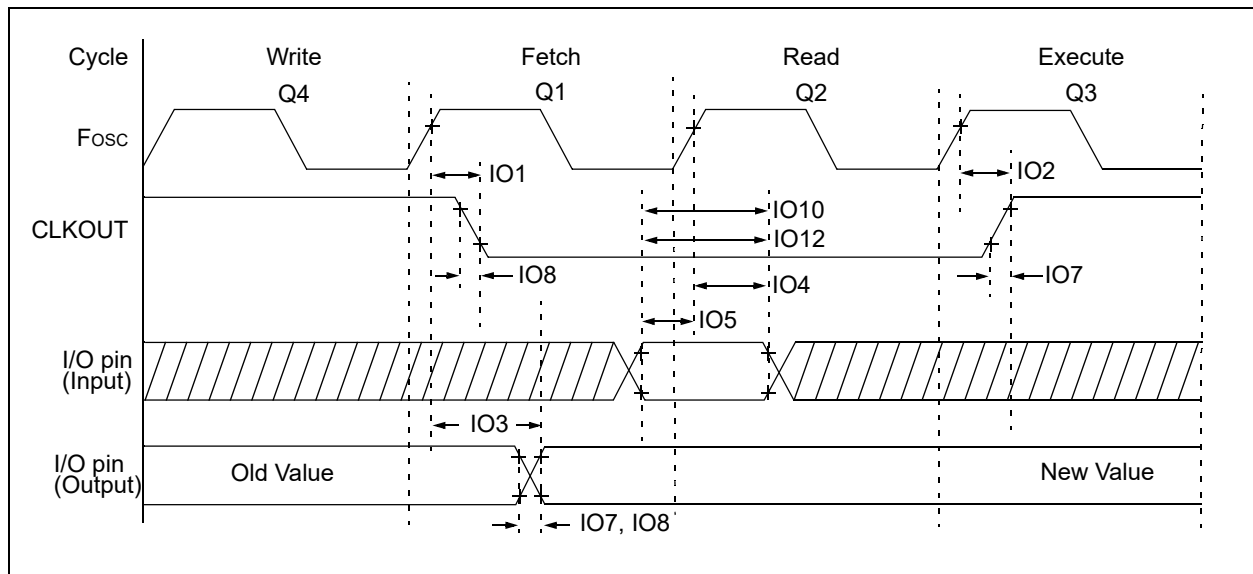 Cycle Write Fetch Read Execute
Q4 Q1 Q2 Q3
Fosc
IO1 IO2
IO10
CLKOUT
IO12
IO8 IO4 IO7
IO5
I/O pin
(Input)
IO3
I/O pin
(Output)
Old Value New Value
IO7, IO8